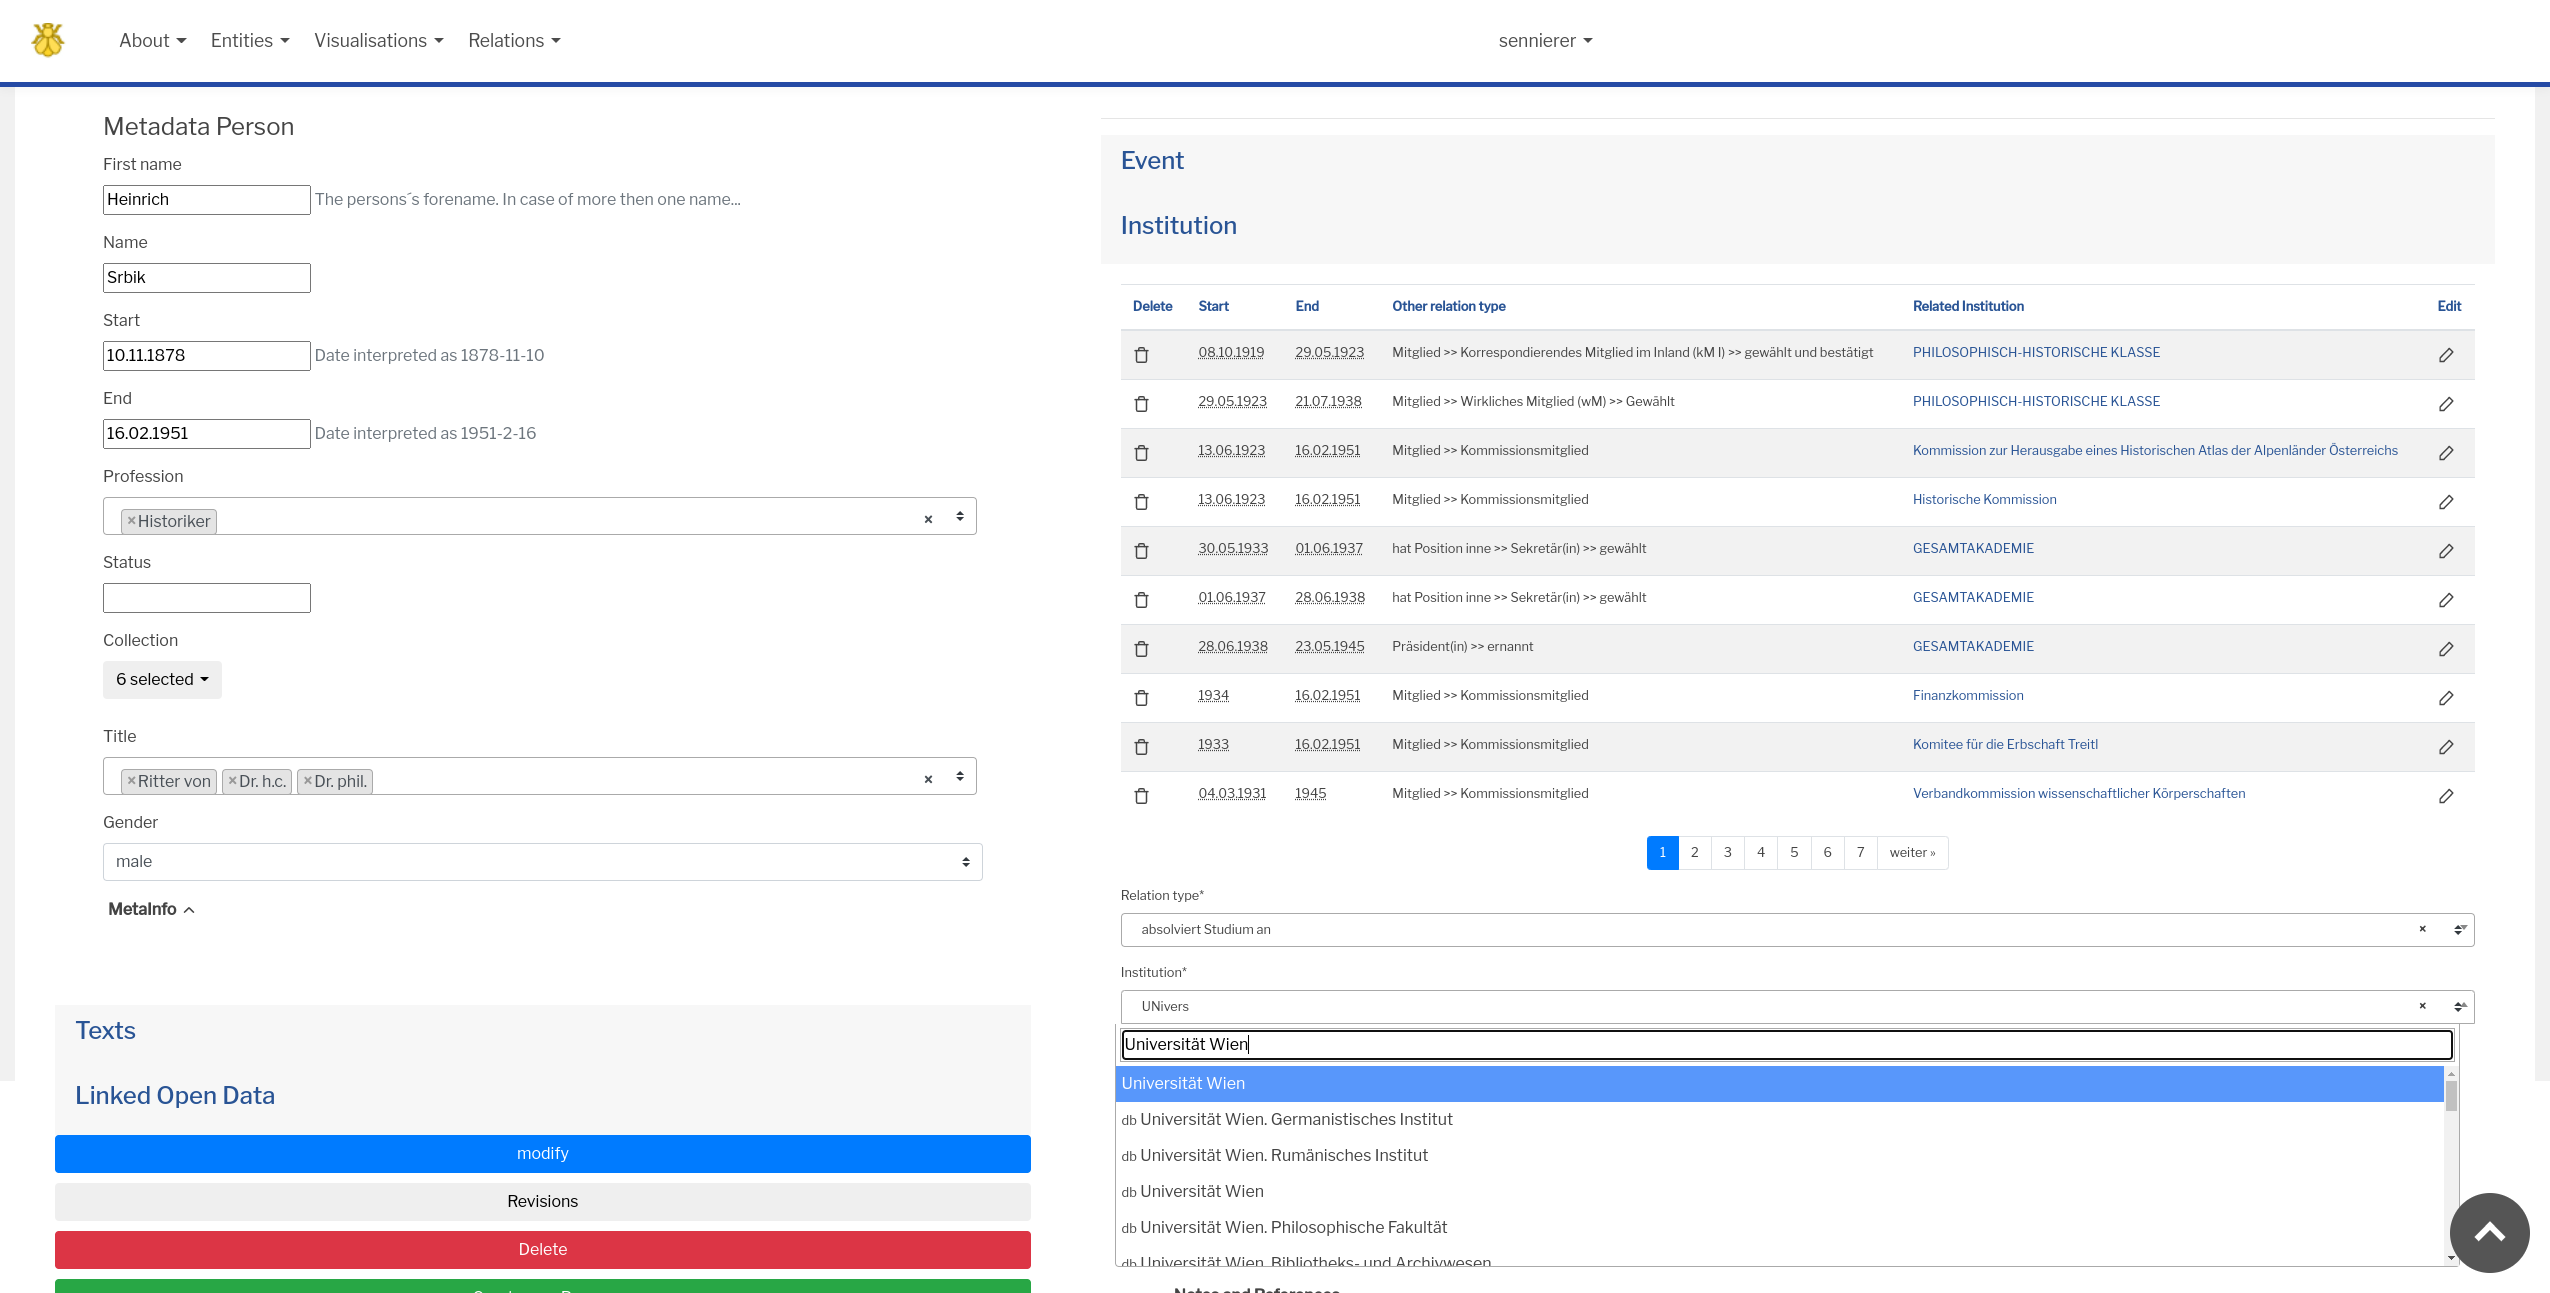 About Entities Visualisations Relations sennierer
Metadata Person
First name
Heinrich The persons´s forename. In case of more then one name...
Name
Srbik
Start
10.11.1878 Date interpreted as 1878-11-10
End
16.02.1951 Date interpreted as 1951-2-16
Profession
×Historiker ×
Status
Collection
6 selected
Title
×Ritter von ×Dr. h.c. ×Dr. phil. ×
Gender
male
MetaInfo
Texts
Linked Open Data
modify
Revisions
Delete
Event
Institution
Delete Start End Other relation type Related Institution Edit
08.10.1919 29.05.1923 Mitglied >> Korrespondierendes Mitglied im Inland (kM I) >> gewählt und bestätigt PHILOSOPHISCH-HISTORISCHE KLASSE
29.05.1923 21.07.1938 Mitglied >> Wirkliches Mitglied (wM) >> Gewählt PHILOSOPHISCH-HISTORISCHE KLASSE
13.06.1923 16.02.1951 Mitglied >> Kommissionsmitglied Kommission zur Herausgabe eines Historischen Atlas der Alpenländer Österreichs
13.06.1923 16.02.1951 Mitglied >> Kommissionsmitglied Historische Kommission
30.05.1933 01.06.1937 hat Position inne >> Sekretär(in) >> gewählt GESAMTAKADEMIE
01.06.1937 28.06.1938 hat Position inne >> Sekretär(in) >> gewählt GESAMTAKADEMIE
28.06.1938 23.05.1945 Präsident(in) >> ernannt GESAMTAKADEMIE
1934 16.02.1951 Mitglied >> Kommissionsmitglied Finanzkommission
1933 16.02.1951 Mitglied >> Kommissionsmitglied Komitee für die Erbschaft Treitl
04.03.1931 1945 Mitglied >> Kommissionsmitglied Verbandkommission wissenschaftlicher Körperschaften
1 2 3 4 5 6 7 weiter »
Relation type*
absolviert Studium an ×
Institution*
UNivers ×
Universität Wien
Universität Wien
db Universität Wien. Germanistisches Institut
db Universität Wien. Rumänisches Institut
db Universität Wien
db Universität Wien. Philosophische Fakultät
db Universität Wien. Bibliotheks- und Archivwesen
Notes and References